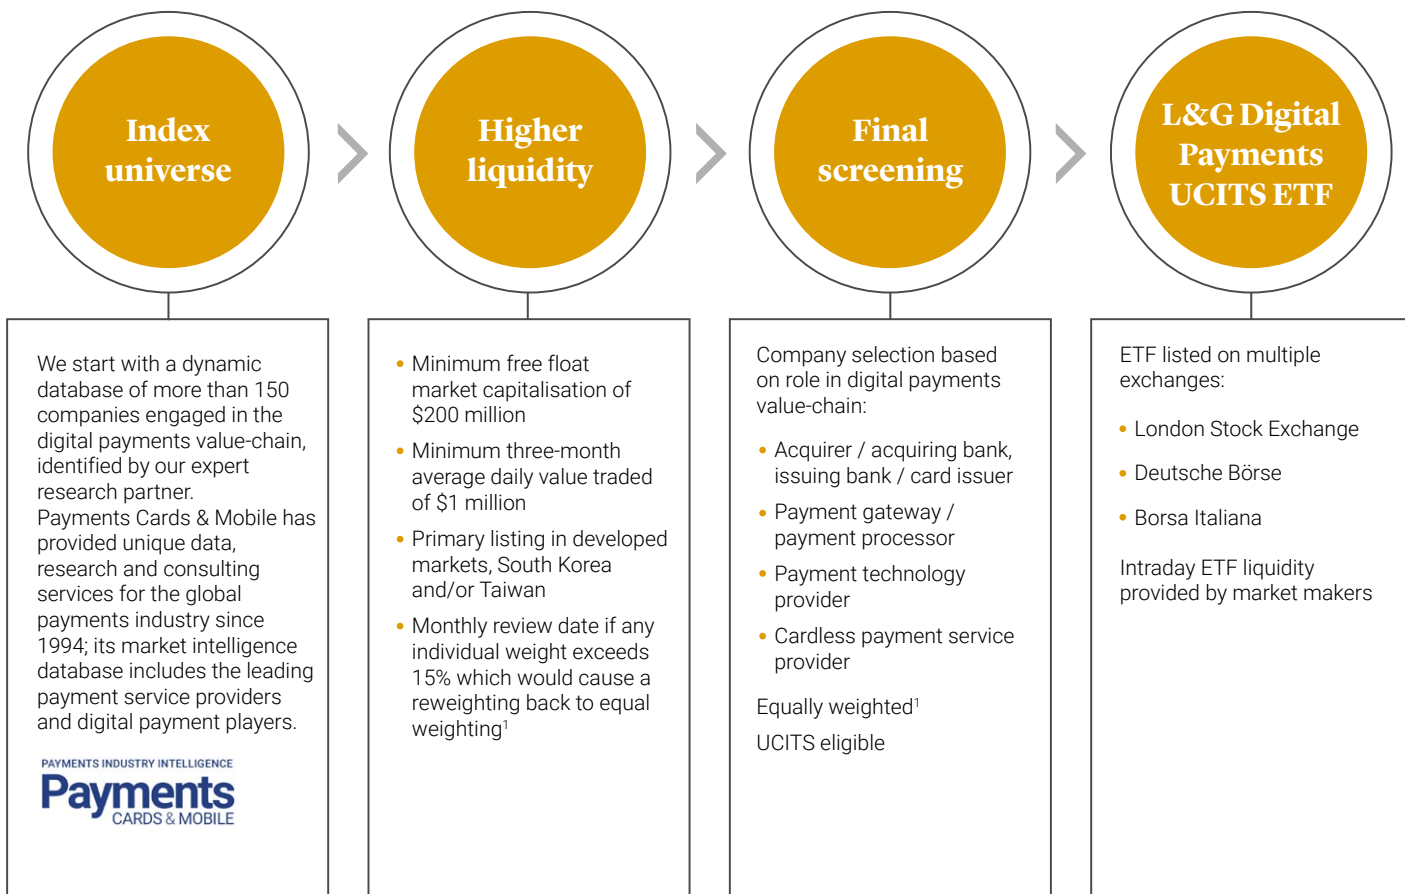 Index
universe
Higher
liquidity
Final
screening
L&G Digital
Payments
UCITS ETF
We start with a dynamic
database of more than 150
companies engaged in the
digital payments value-chain,
identified by our expert
research partner.
Payments Cards & Mobile has
provided unique data,
research and consulting
services for the global
payments industry since
1994; its market intelligence
database includes the leading
payment service providers
and digital payment players.
PAYMENTS INDUSTRY INTELLIGENCE
Payments
CARDS & MOBILE
• Minimum free float
market capitalisation of
$200 million
• Minimum three-month
average daily value traded
of $1 million
• Primary listing in developed
markets, South Korea
and/or Taiwan
• Monthly review date if any
individual weight exceeds
15% which would cause a
reweighting back to equal
weighting¹
Company selection based
on role in digital payments
value-chain:
• Acquirer / acquiring bank,
issuing bank / card issuer
• Payment gateway /
payment processor
• Payment technology
provider
• Cardless payment service
provider
Equally weighted¹
UCITS eligible
ETF listed on multiple
exchanges:
• London Stock Exchange
• Deutsche Börse
• Borsa Italiana
Intraday ETF liquidity
provided by market makers